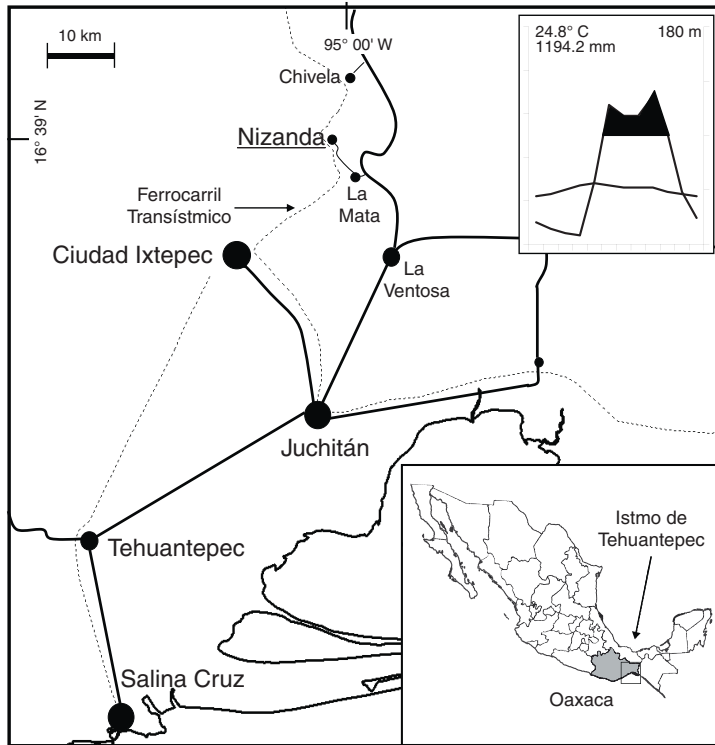 10 km
95° 00' W
24.8° C
180 m
1194.2 mm
Chivela
16° 39' N
Nizanda
La
Mata
Ferrocarril
Transístmico
Ciudad Ixtepec
La
Ventosa
Juchitán
Tehuantepec
Salina Cruz
Istmo de
Tehuantepec
Oaxaca